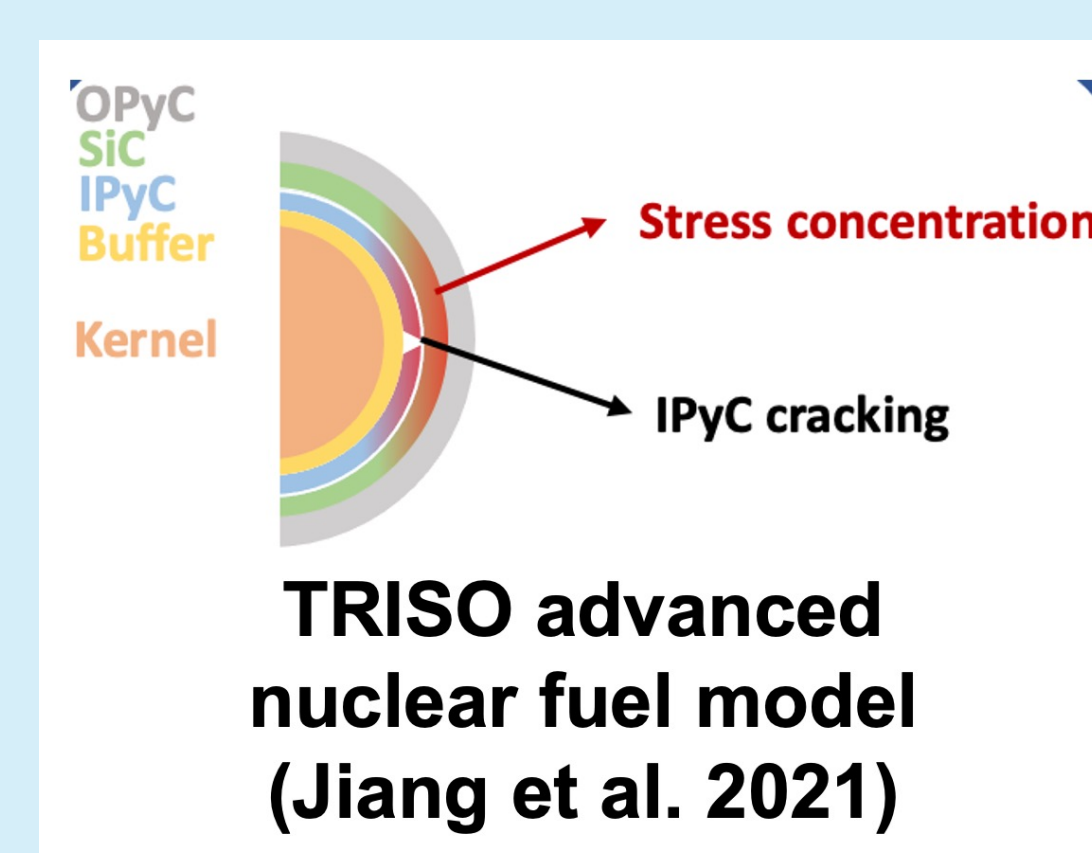 OPyC
SiC
IPyC
Buffer
Kernel
Stress concentration
IPyC cracking
TRISO advanced
nuclear fuel model
(Jiang et al. 2021)